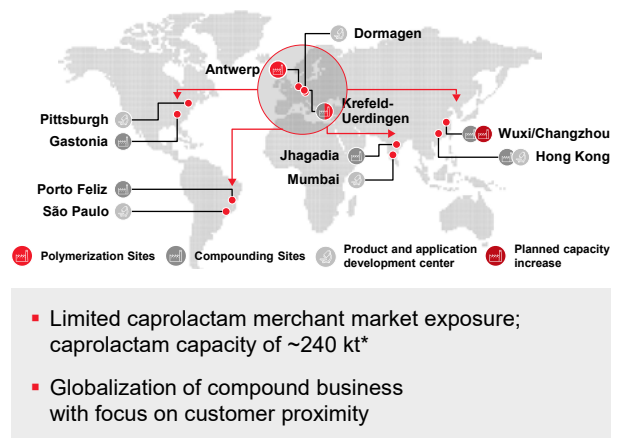 Dormagen
Antwerp
Krefeld-
Uerdingen
Pittsburgh
Gastonia
Wuxi/Changzhou
Hong Kong
Jhagadia
Mumbai
Porto Feliz
São Paulo
Polymerization Sites
Compounding Sites
Product and application
development center
Planned capacity
increase
▪ Limited caprolactam merchant market exposure;
caprolactam capacity of ~240 kt*
▪ Globalization of compound business
with focus on customer proximity